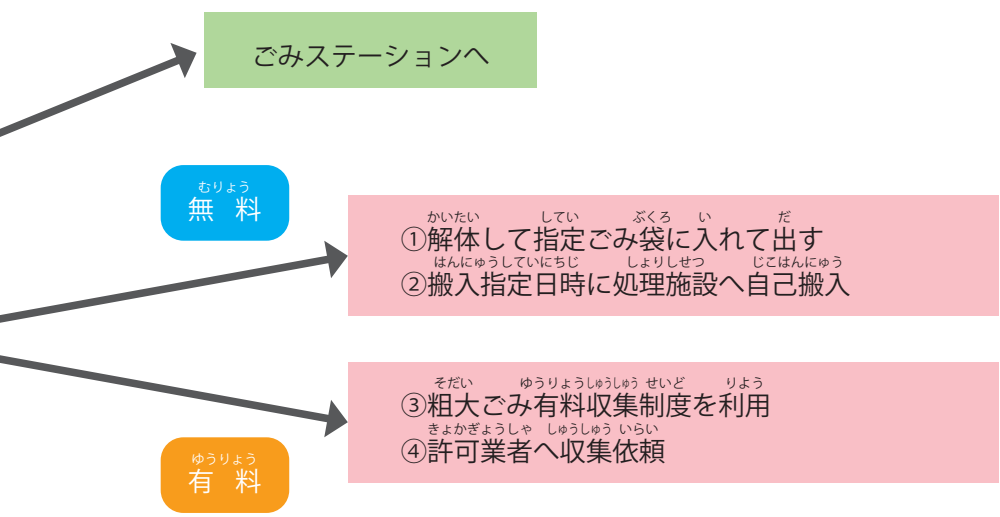 ごみステーションへ
むりょう
無料
かいたい してい ぶくろ い だ
①解体して指定ごみ袋に入れて出す
はんにゅうしていにちじ しょりしせつ じこはんにゅう
②搬入指定日時に処理施設へ自己搬入
そだい ゆうりょうしゅうしゅう せいど りよう
③粗大ごみ有料収集制度を利用
きょかぎょうしゃ しゅうしゅう いらい
④許可業者へ収集依頼
ゆうりょう
有料